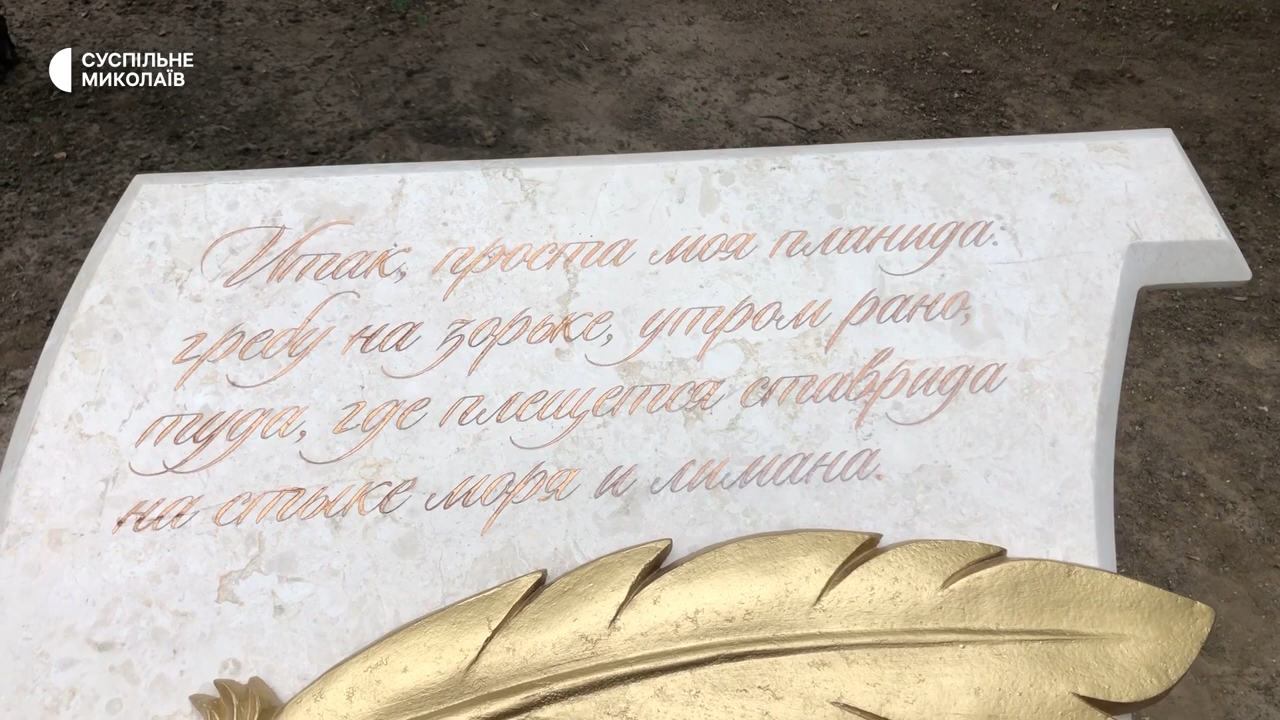 СУСПІЛЬНЕ
МИКОЛАЇВ
Итак, проста моя планида:
гребу на зорьке, утром рано,
туда, где плещется ставрида
на стыке моря и лимана.